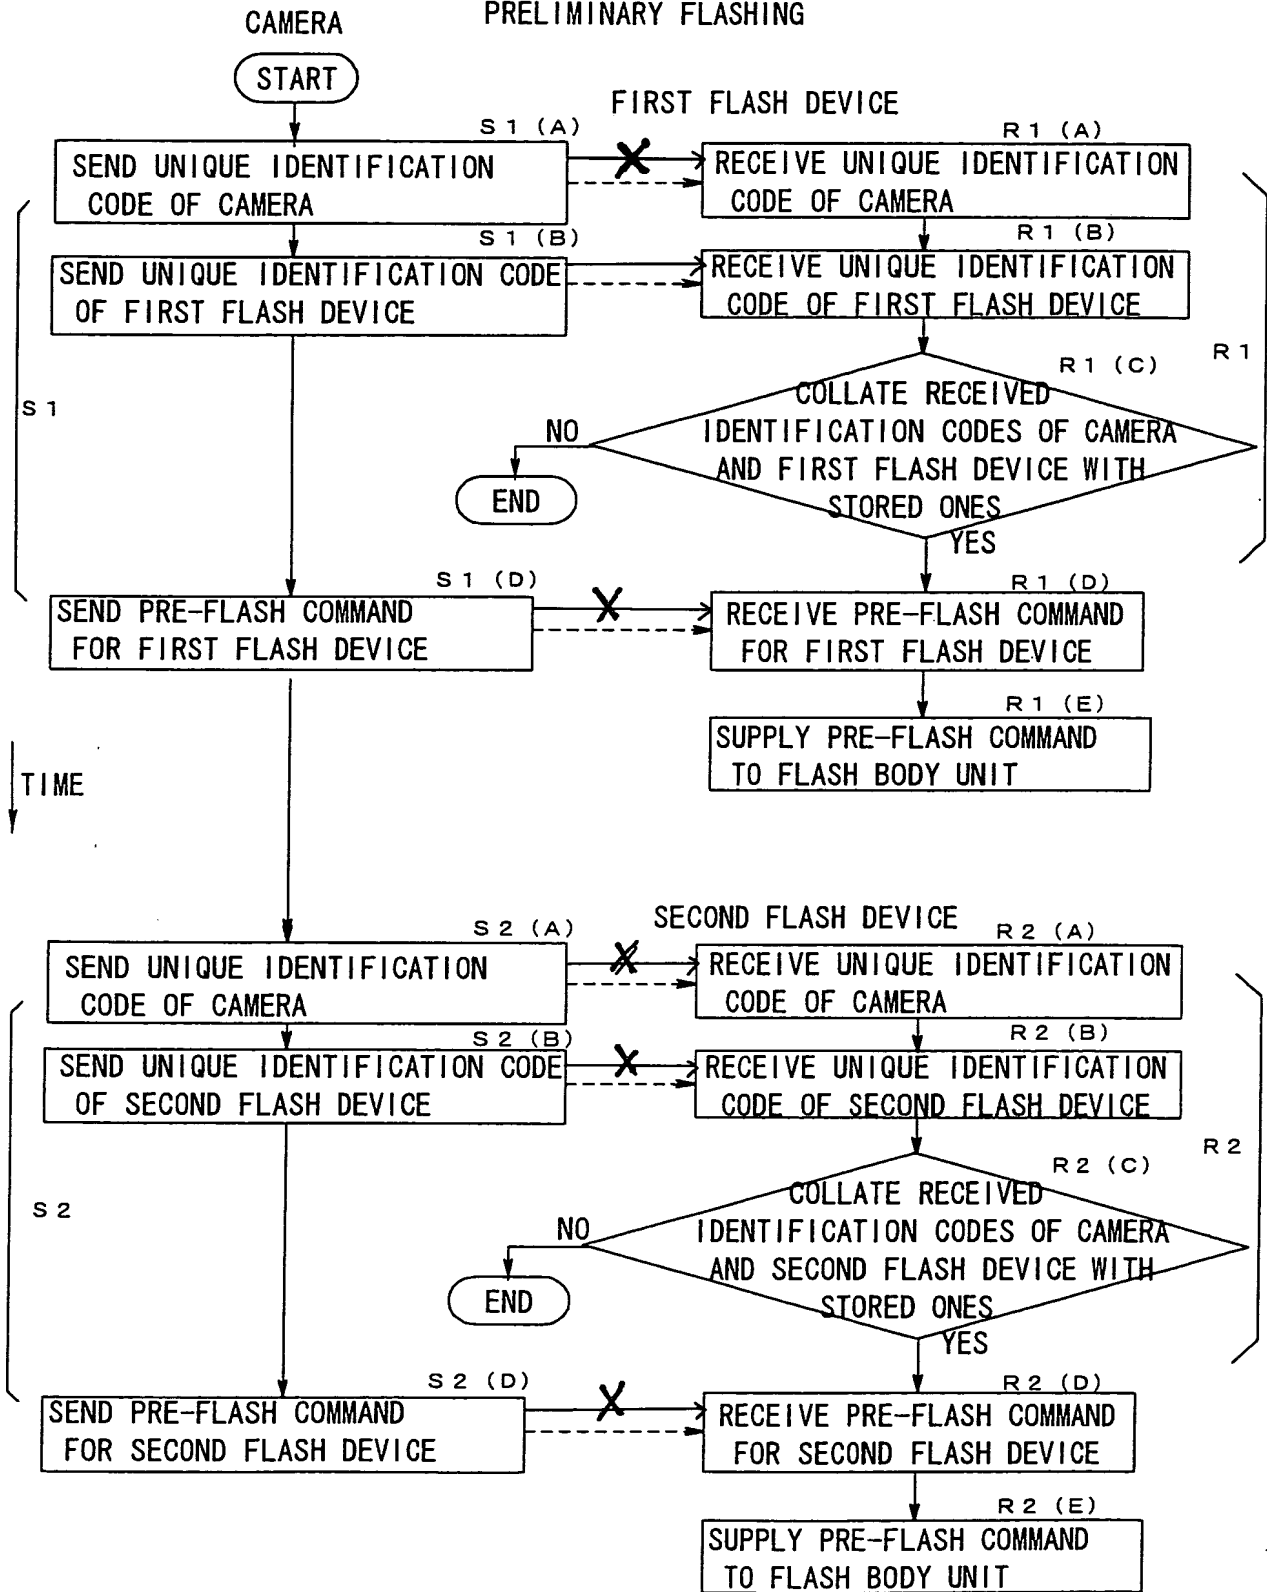 PRELIMINARY FLASHING
CAMERA
START
FIRST FLASH DEVICE
S1 (A)
SEND UNIQUE IDENTIFICATION
CODE OF CAMERA
R1 (A)
RECEIVE UNIQUE IDENTIFICATION
CODE OF CAMERA
S1 (B)
SEND UNIQUE IDENTIFICATION CODE
OF FIRST FLASH DEVICE
R1 (B)
RECEIVE UNIQUE IDENTIFICATION
CODE OF FIRST FLASH DEVICE
S1
R1
R1 (C)
COLLATE RECEIVED
IDENTIFICATION CODES OF CAMERA
AND FIRST FLASH DEVICE WITH
STORED ONES
NO
END
YES
S1 (D)
SEND PRE-FLASH COMMAND
FOR FIRST FLASH DEVICE
R1 (D)
RECEIVE PRE-FLASH COMMAND
FOR FIRST FLASH DEVICE
R1 (E)
SUPPLY PRE-FLASH COMMAND
TO FLASH BODY UNIT
TIME
SECOND FLASH DEVICE
S2 (A)
SEND UNIQUE IDENTIFICATION
CODE OF CAMERA
R2 (A)
RECEIVE UNIQUE IDENTIFICATION
CODE OF CAMERA
S2 (B)
SEND UNIQUE IDENTIFICATION CODE
OF SECOND FLASH DEVICE
R2 (B)
RECEIVE UNIQUE IDENTIFICATION
CODE OF SECOND FLASH DEVICE
S2
R2
R2 (C)
COLLATE RECEIVED
IDENTIFICATION CODES OF CAMERA
AND SECOND FLASH DEVICE WITH
STORED ONES
NO
END
YES
S2 (D)
SEND PRE-FLASH COMMAND
FOR SECOND FLASH DEVICE
R2 (D)
RECEIVE PRE-FLASH COMMAND
FOR SECOND FLASH DEVICE
R2 (E)
SUPPLY PRE-FLASH COMMAND
TO FLASH BODY UNIT